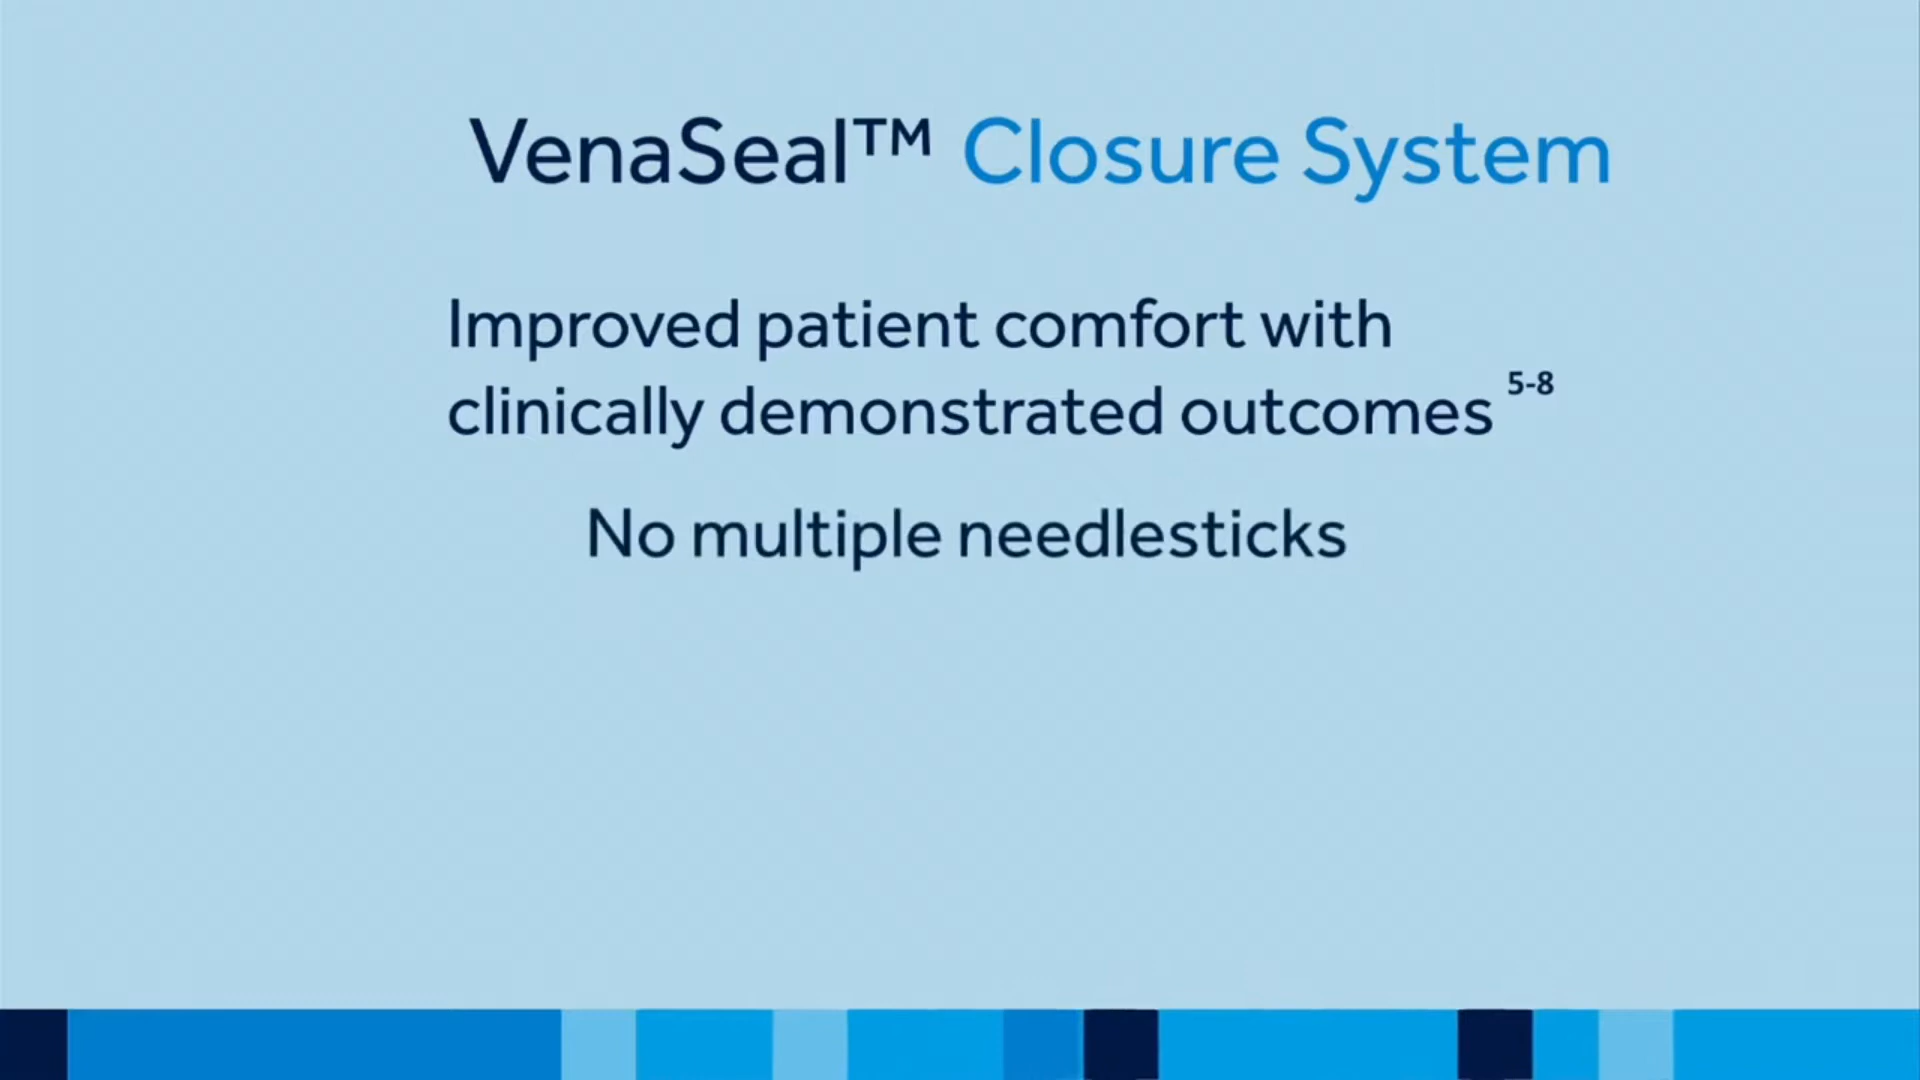 VenaSeal™ Closure System
Improved patient comfort with
clinically demonstrated outcomes 5-8
No multiple needlesticks